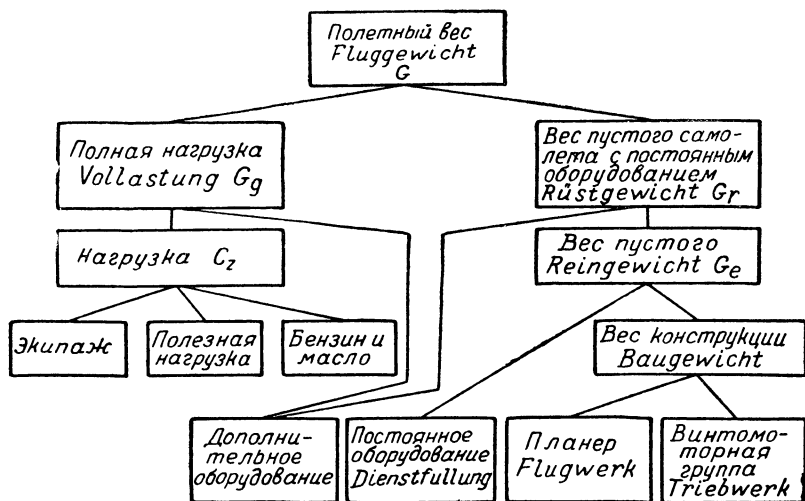 Полетный вес
Fluggewicht
G
Полная нагрузка
Vollastung Gg
Вес пустого само-
лета с постоянным
оборудованием
Rüstgewicht Gr
Нагрузка Cz
Вес пустого
Reingewicht Ge
Экипаж
Полезная
нагрузка
Бензин и
масло
Вес конструкции
Baugewicht
Дополни-
тельное
оборудование
Постоянное
оборудование
Dienstfullung
Планер
Flugwerk
Винтомо-
торная
группа
Triebwerk